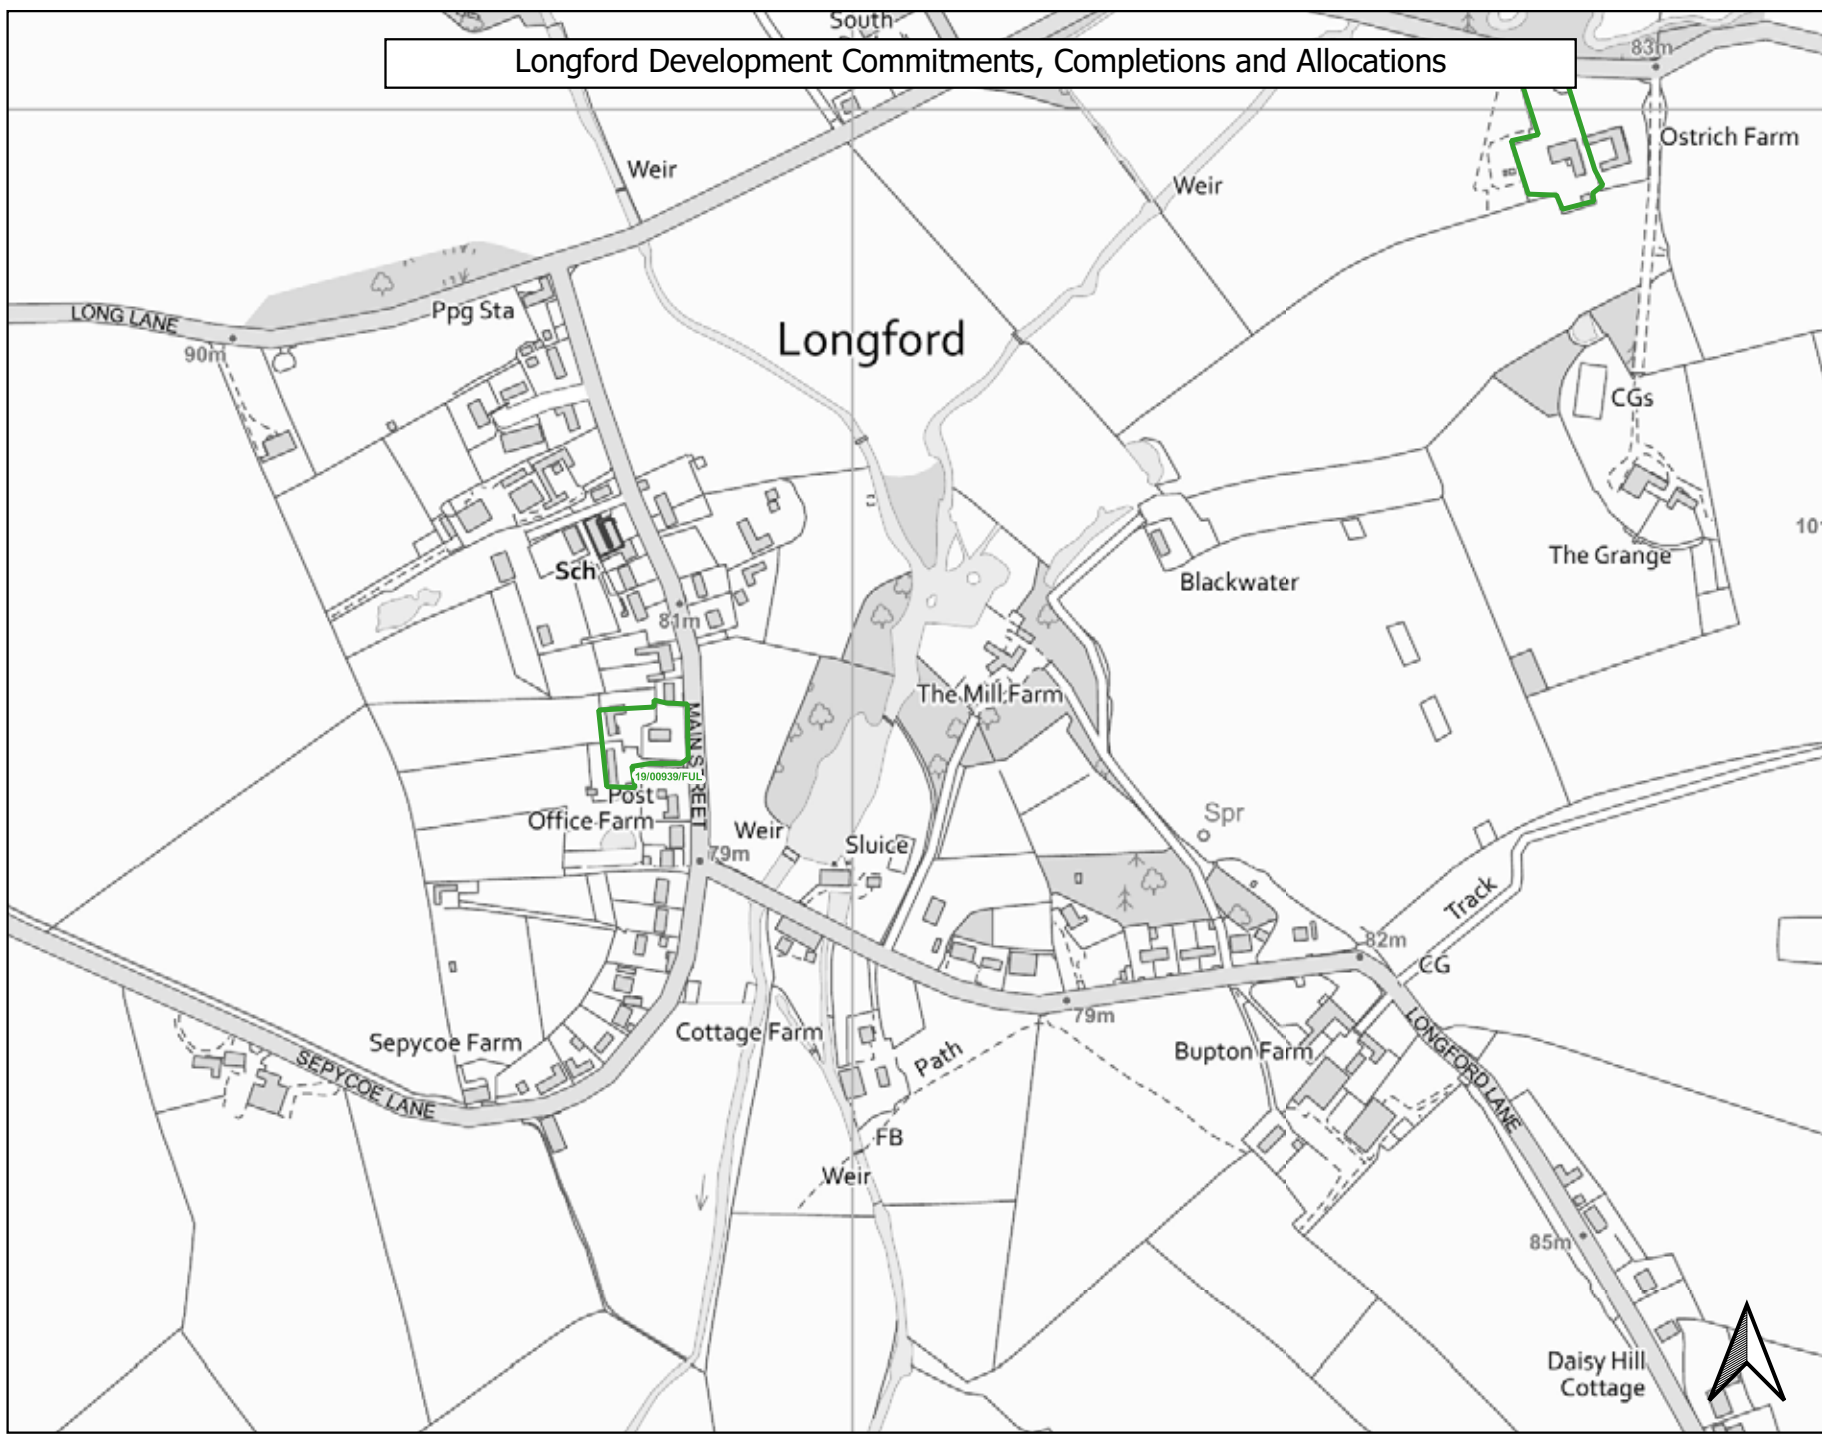 South
Longford Development Commitments, Completions and Allocations
83m
Ostrich Farm
Weir
Weir
Ppg Sta
LONG LANE
90m
Longford
CGs
Sch
The Grange
Blackwater
81m
The Mill Farm
MAIN STREET
19/00939/FUL
Post
Office Farm
Weir
79m
Sluice
Spr
Track
82m
CG
79m
Cottage Farm
Sepycoe Farm
SEPYCOE LANE
Path
Bupton Farm
LONGFORD LANE
FB
Weir
85m
Daisy Hill
Cottage